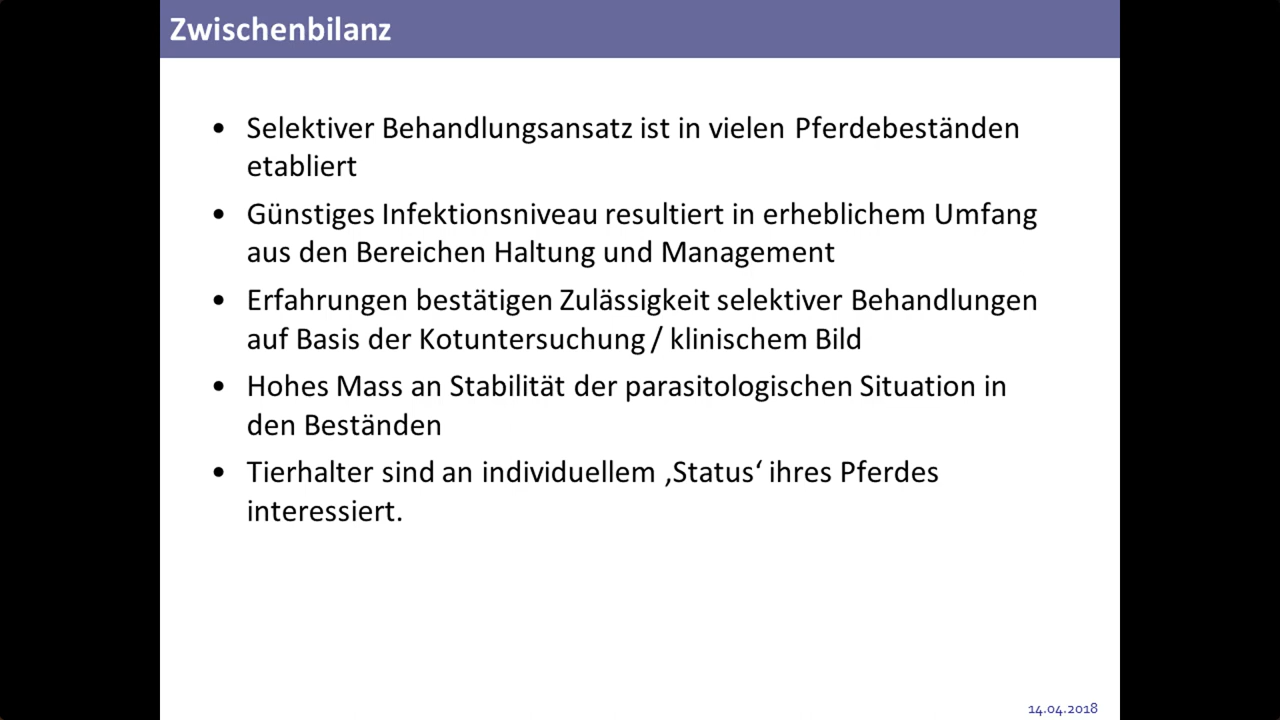 Zwischenbilanz
• Selektiver Behandlungsansatz ist in vielen Pferdebeständen
etabliert
• Günstiges Infektionsniveau resultiert in erheblichem Umfang
aus den Bereichen Haltung und Management
• Erfahrungen bestätigen Zulässigkeit selektiver Behandlungen
auf Basis der Kotuntersuchung / klinischem Bild
• Hohes Mass an Stabilität der parasitologischen Situation in
den Beständen
• Tierhalter sind an individuellem ‚Status‘ ihres Pferdes
interessiert.
14.04.2018